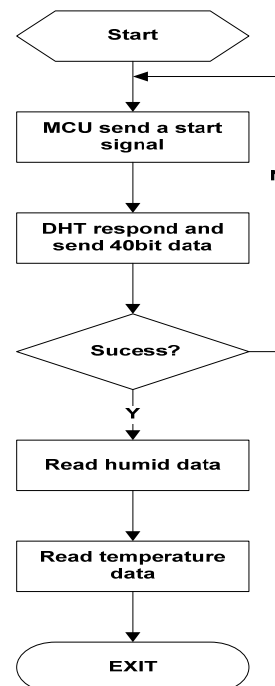 Start
MCU send a start
signal
DHT respond and
send 40bit data
Sucess?
Y
Read humid data
Read temperature
data
EXIT